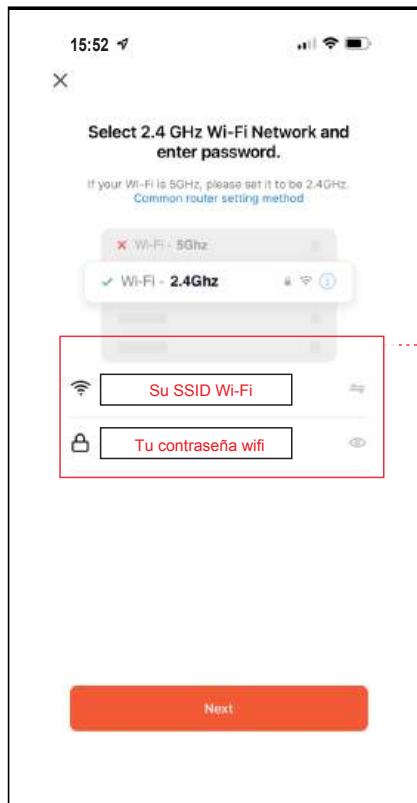 15:52
Select 2.4 GHz Wi-Fi Network and
enter password.
If your Wi-Fi is 5GHz, please set it to be 2.4GHz.
Common router setting method
Wi-Fi - 5Ghz
Wi-Fi - 2.4Ghz
Su SSID Wi-Fi
Tu contraseña wifi
Next